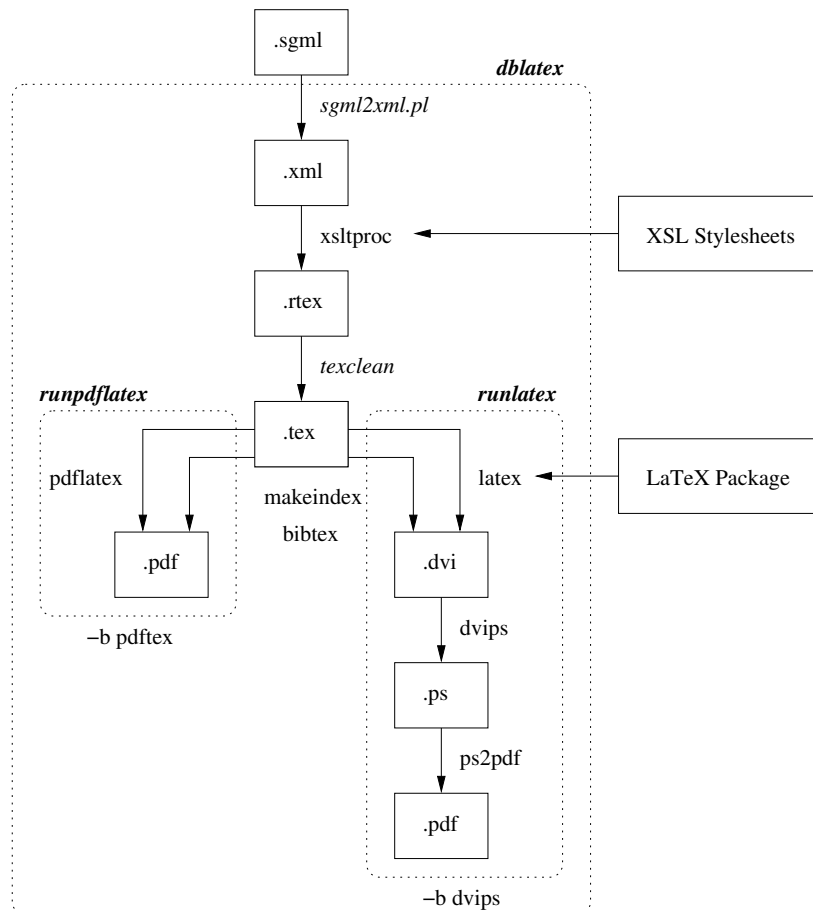 .sgml
dblatex
sgml2xml.pl
.xml
xsltproc
XSL Stylesheets
.rtex
texclean
runpdflatex
runlatex
.tex
pdflatex
latex
LaTeX Package
makeindex
bibtex
.pdf
.dvi
−b pdftex
dvips
.ps
ps2pdf
.pdf
−b dvips